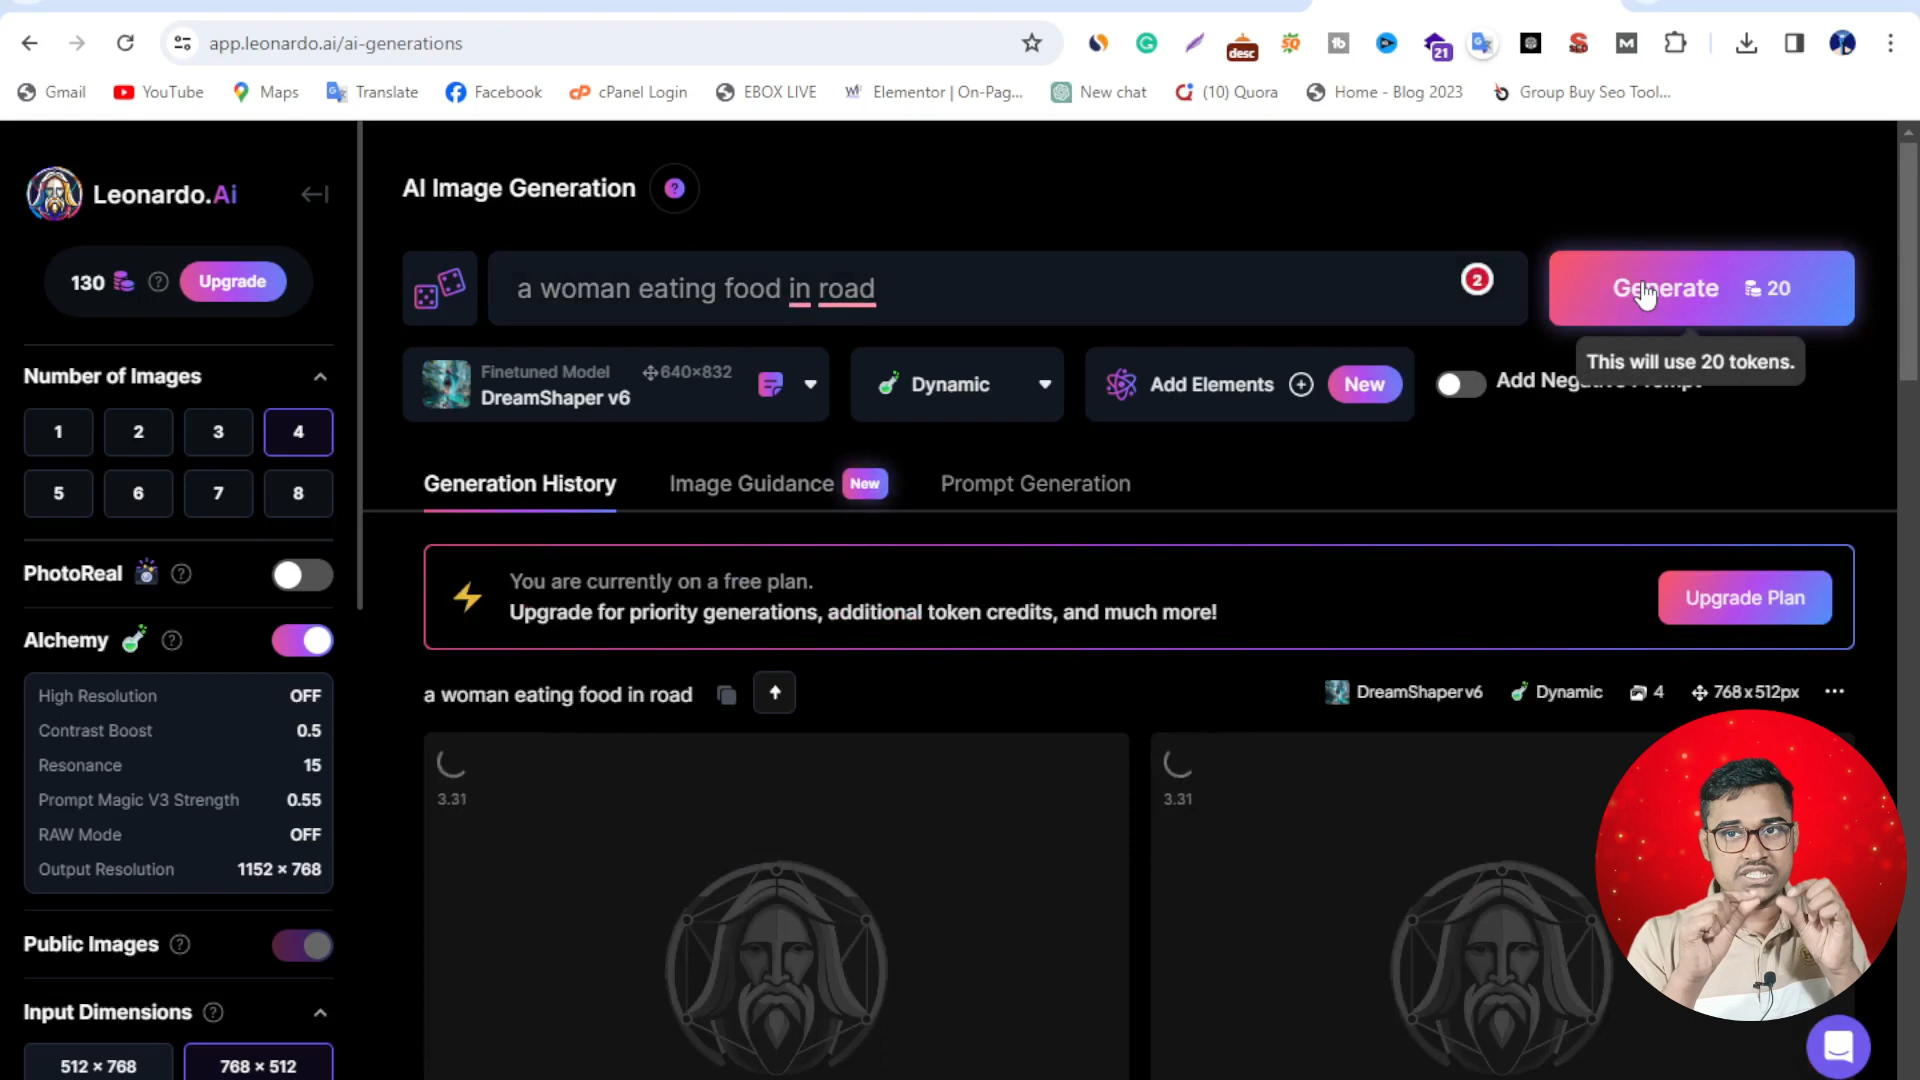 app.leonardo.ai/ai-generations
desc
21
Gmail
YouTube
Maps
Translate
Facebook
cPanel Login
EBOX LIVE
Elementor | On-Pag...
New chat
(10) Quora
Home - Blog 2023
Group Buy Seo Tool...
Leonardo.Ai
130
Upgrade
AI Image Generation
a woman eating food in road
2
Generate
20
This will use 20 tokens.
Finetuned Model
640×832
DreamShaper v6
Dynamic
Add Elements
New
Number of Images
1
2
3
4
5
6
7
8
Generation History
Image Guidance
New
Prompt Generation
PhotoReal
Alchemy
High Resolution OFF
Contrast Boost 0.5
Resonance 15
Prompt Magic V3 Strength 0.55
RAW Mode OFF
Output Resolution 1152 × 768
Public Images
Input Dimensions
512 × 768
768 × 512
You are currently on a free plan.
Upgrade for priority generations, additional token credits, and much more!
Upgrade Plan
a woman eating food in road
DreamShaper v6
Dynamic
4
768 x 512px
3.31
3.31